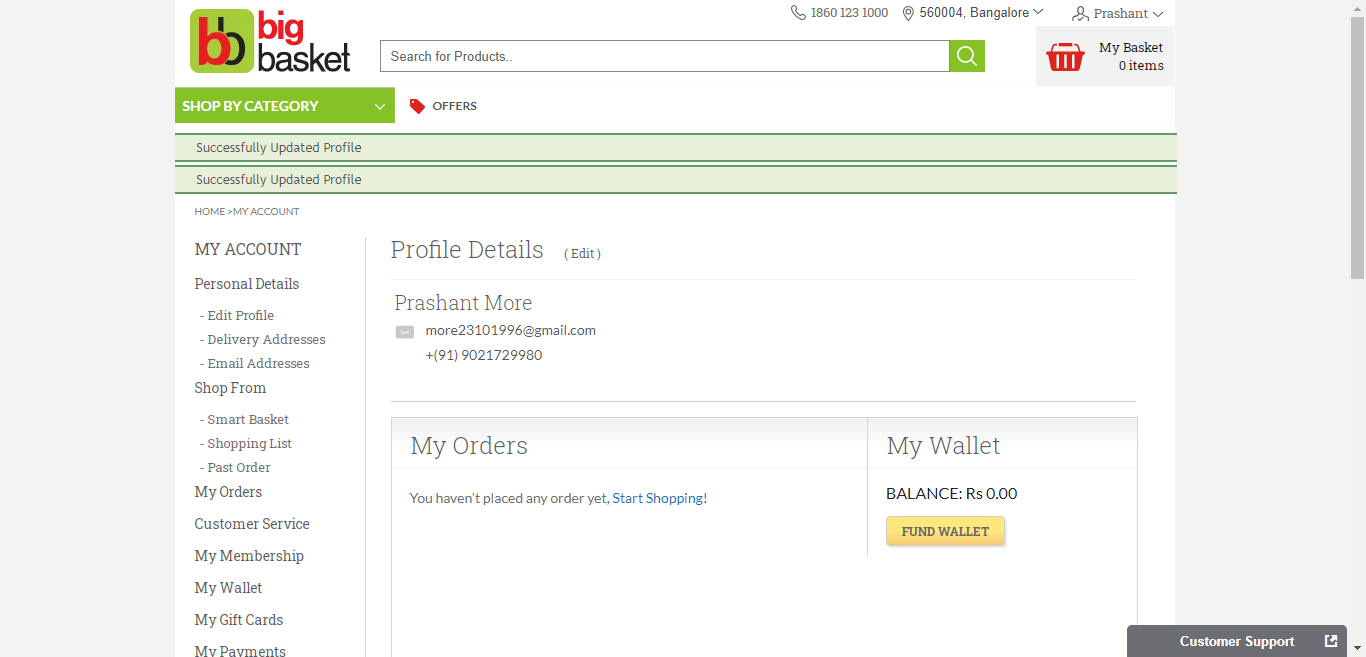 1860 123 1000
560004, Bangalore
Prashant
bb big basket
Search for Products..
My Basket
0 items
SHOP BY CATEGORY
OFFERS
Successfully Updated Profile
Successfully Updated Profile
HOME >MY ACCOUNT
MY ACCOUNT
Personal Details
- Edit Profile
- Delivery Addresses
- Email Addresses
Shop From
- Smart Basket
- Shopping List
- Past Order
My Orders
Customer Service
My Membership
My Wallet
My Gift Cards
My Payments
Profile Details ( Edit )
Prashant More
more23101996@gmail.com
+(91) 9021729980
My Orders
You haven't placed any order yet, Start Shopping!
My Wallet
BALANCE: Rs 0.00
FUND WALLET
Customer Support